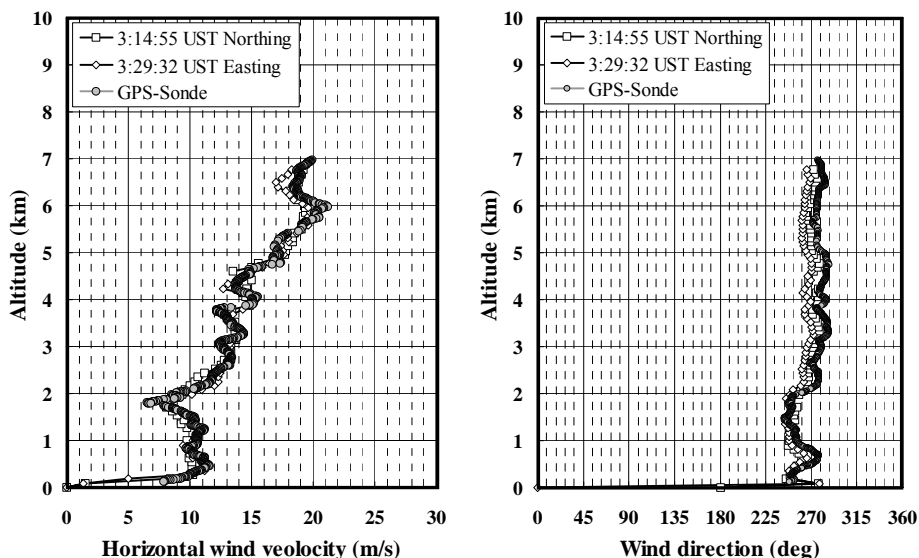 10
9
8
7
6
5
4
3
2
1
0
Altitude (km)
3:14:55 UST Northing
3:29:32 UST Easting
GPS-Sonde
0 5 10 15 20 25 30
Horizontal wind veolocity (m/s)
10
9
8
7
6
5
4
3
2
1
0
Altitude (km)
3:14:55 UST Northing
3:29:32 UST Easting
GPS-Sonde
0 45 90 135 180 225 270 315 360
Wind direction (deg)